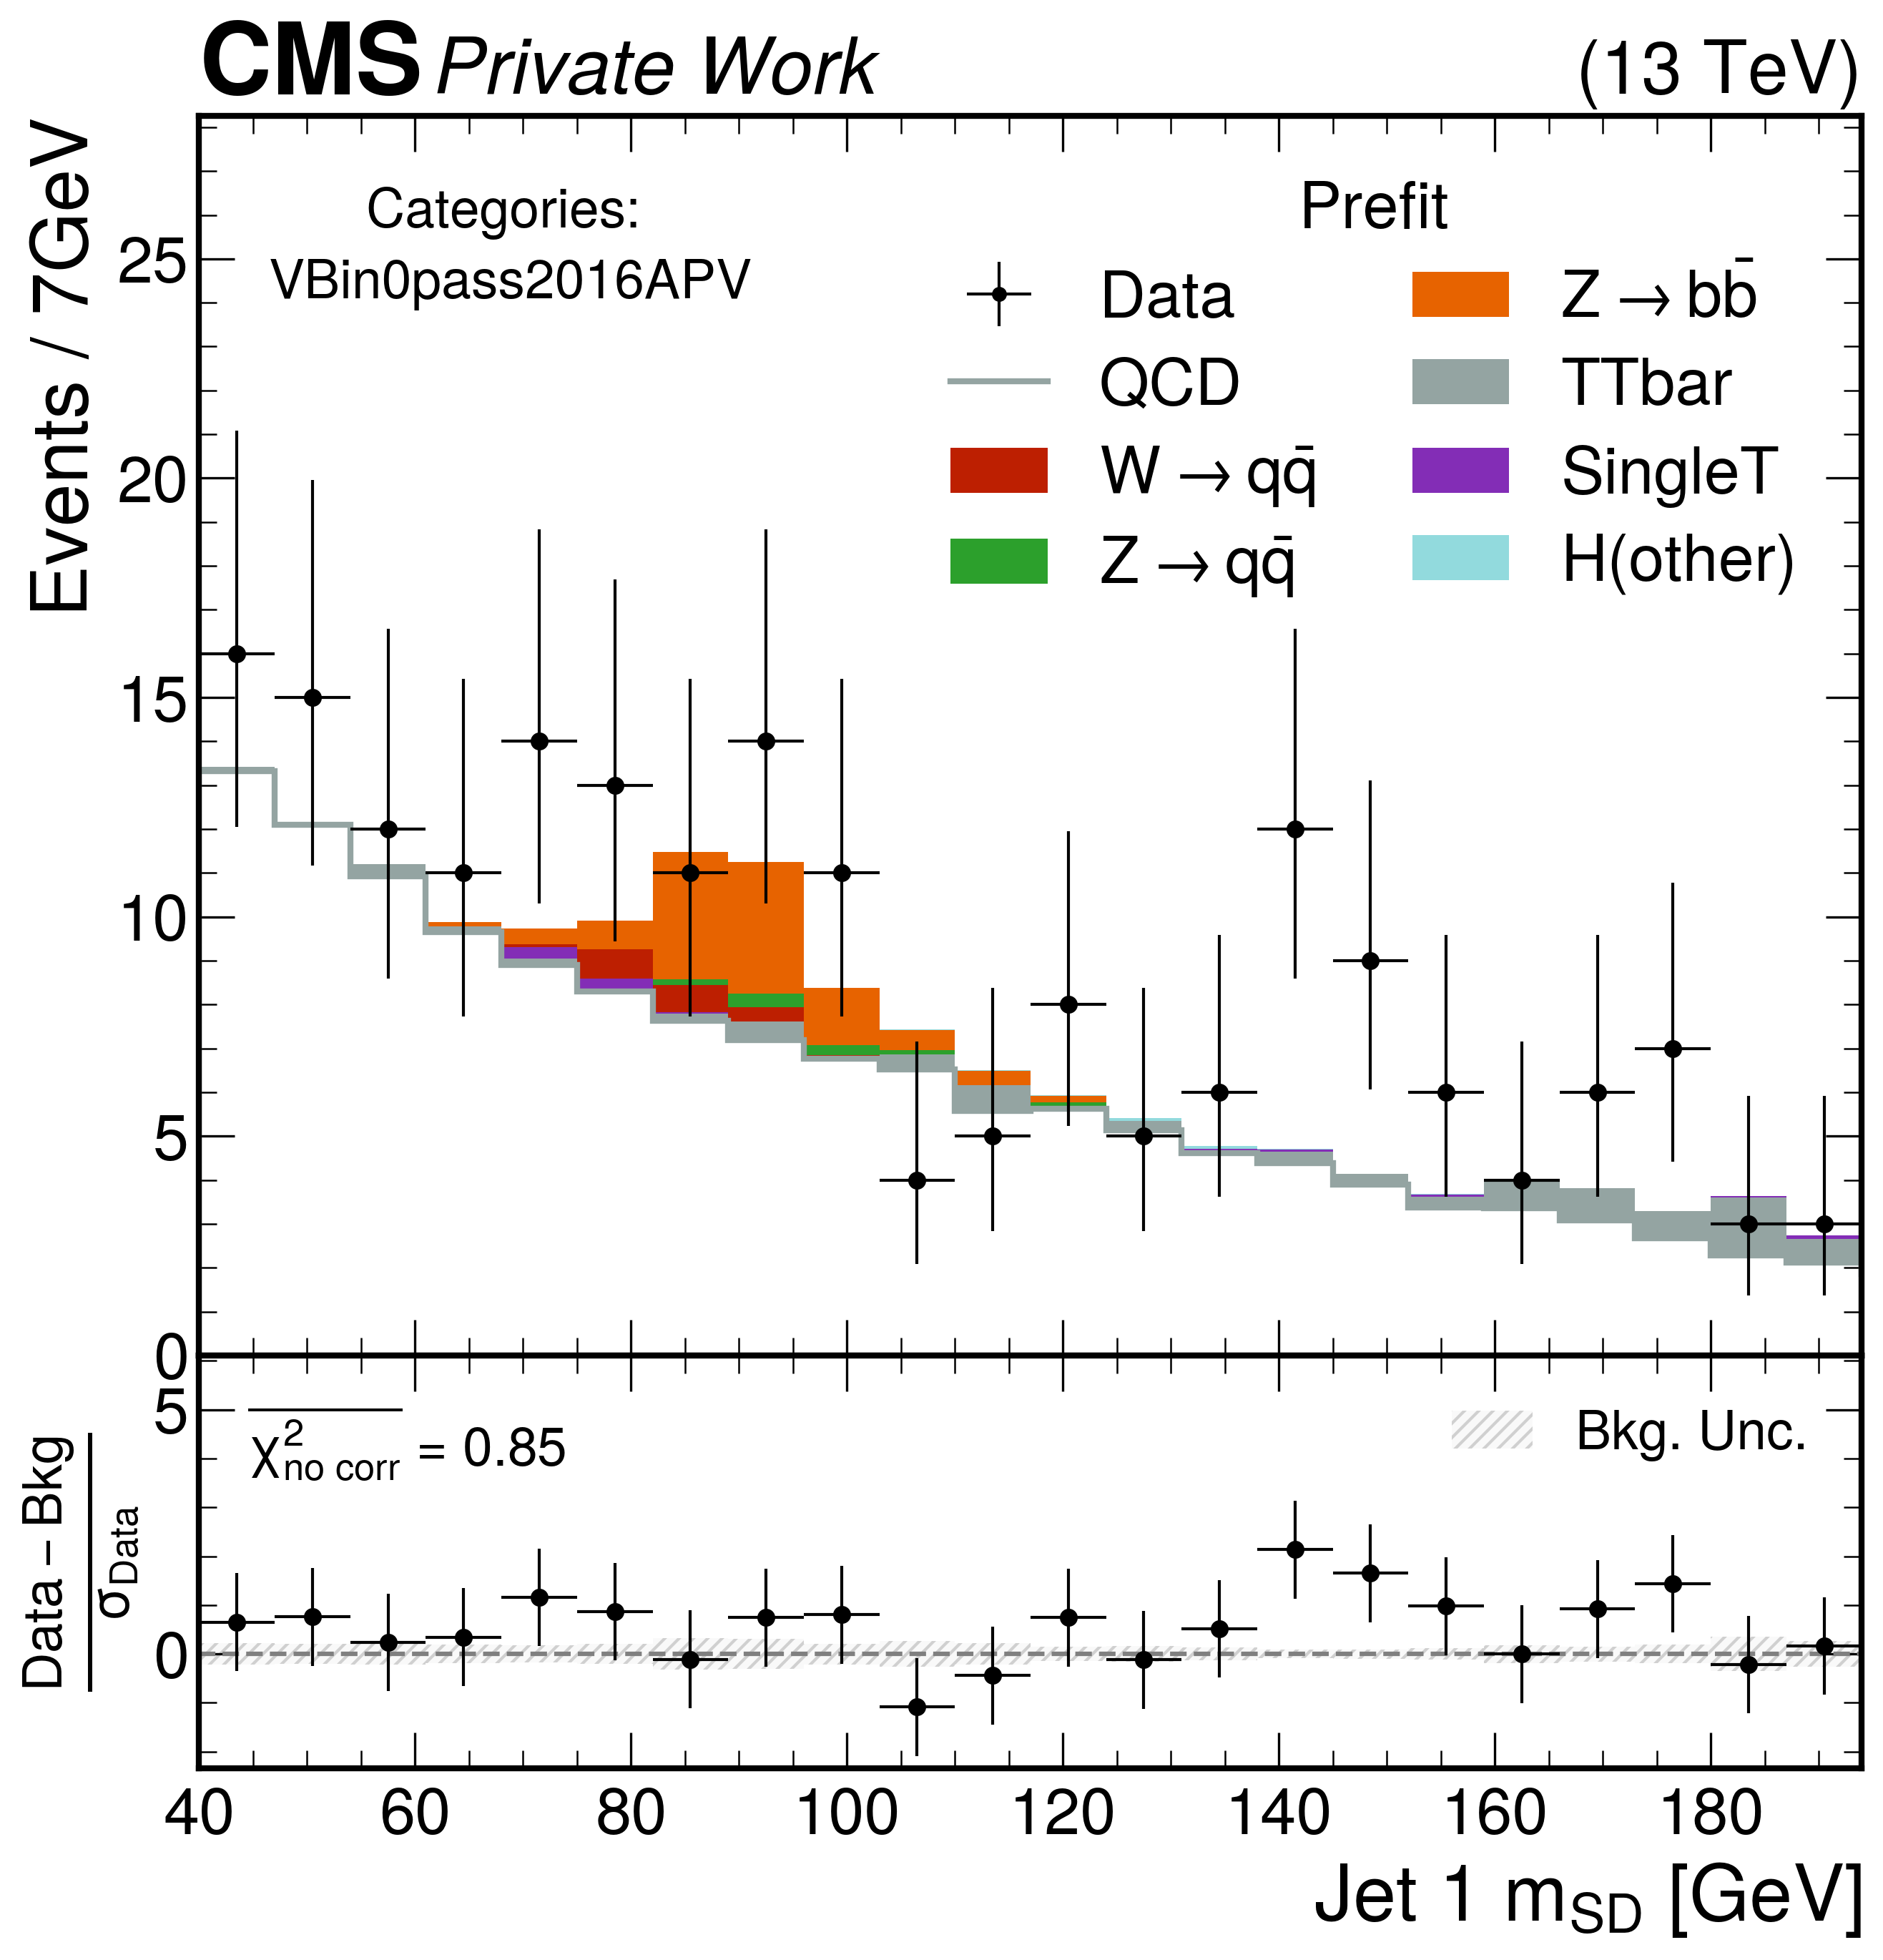 CMS Private Work (13 TeV)
Events / 7GeV
Categories:
VBin0pass2016APV
Prefit
Data
QCD
W → qq̄
Z → qq̄
Z → bb̄
TTbar
SingleT
H(other)
25
20
15
10
5
0
Data − Bkg
σData
χ²no corr = 0.85
Bkg. Unc.
5
0
40 60 80 100 120 140 160 180
Jet 1 mSD [GeV]